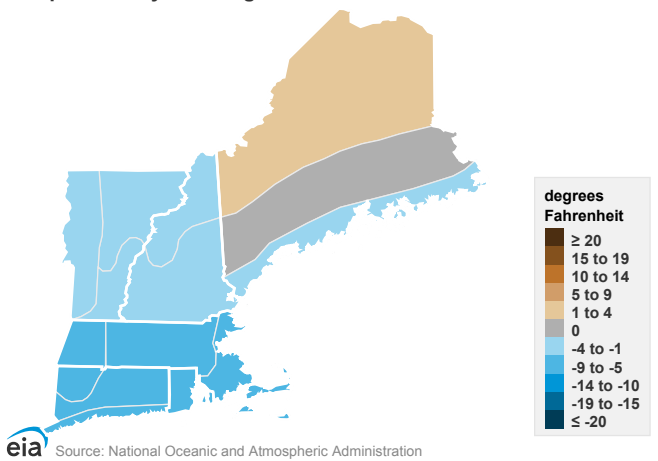 degrees
Fahrenheit
≥ 20
15 to 19
10 to 14
5 to 9
1 to 4
0
-4 to -1
-9 to -5
-14 to -10
-19 to -15
≤ -20
eia Source: National Oceanic and Atmospheric Administration